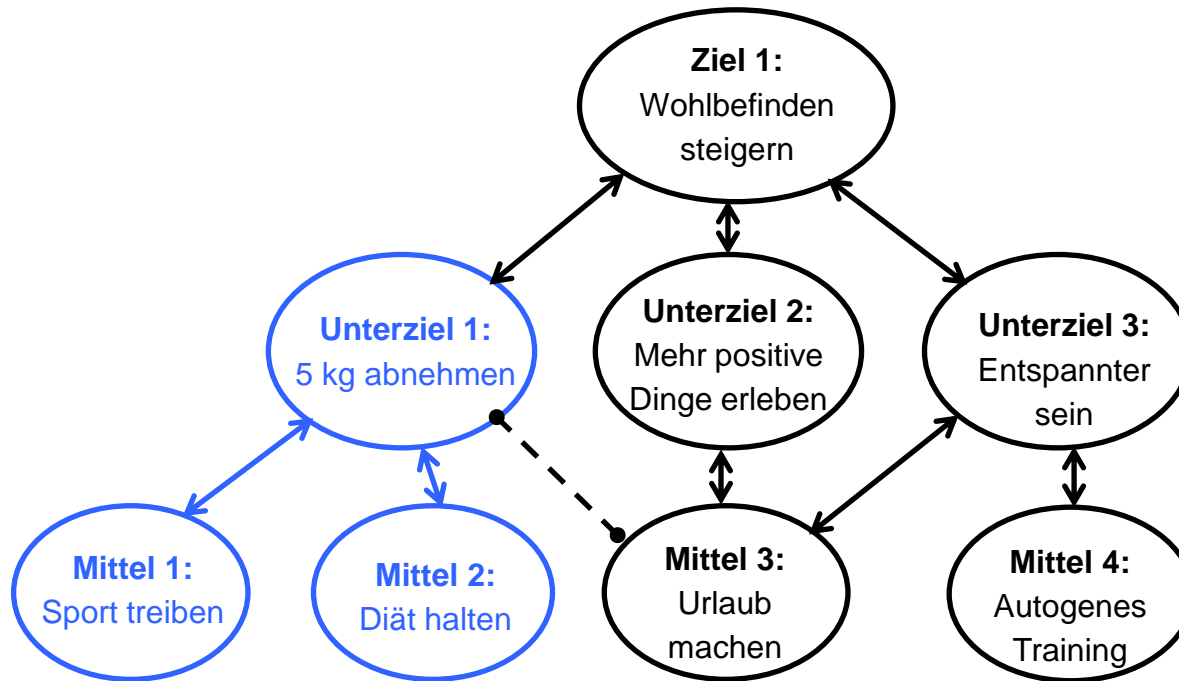 Ziel 1:
Wohlbefinden
steigern
Unterziel 1:
5 kg abnehmen
Unterziel 2:
Mehr positive
Dinge erleben
Unterziel 3:
Entspannter
sein
Mittel 1:
Sport treiben
Mittel 2:
Diät halten
Mittel 3:
Urlaub
machen
Mittel 4:
Autogenes
Training